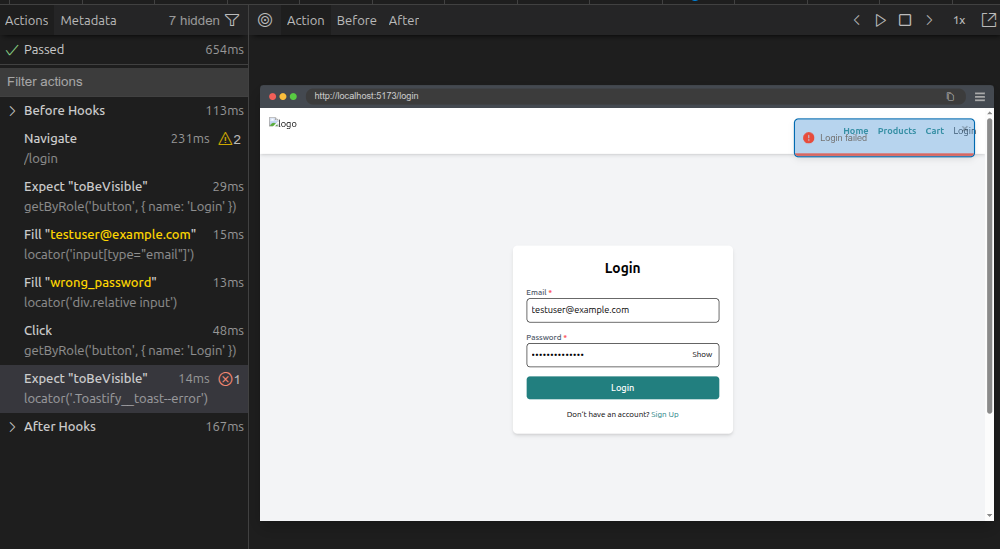 Actions Metadata 7 hidden Action Before After 1x
Passed 654ms
Filter actions
Before Hooks 113ms
Navigate 231ms 2
/login
Expect "toBeVisible" 29ms
getByRole('button', { name: 'Login' })
Fill "testuser@example.com" 15ms
locator('input[type="email"]')
Fill "wrong_password" 13ms
locator('div.relative input')
Click 48ms
getByRole('button', { name: 'Login' })
Expect "toBeVisible" 14ms 1
locator('.Toastify__toast--error')
After Hooks 167ms
http://localhost:5173/login
logo
Home Products Cart Login
Login failed
Login
Email *
testuser@example.com
Password *
•••••••••••••• Show
Login
Don't have an account? Sign Up